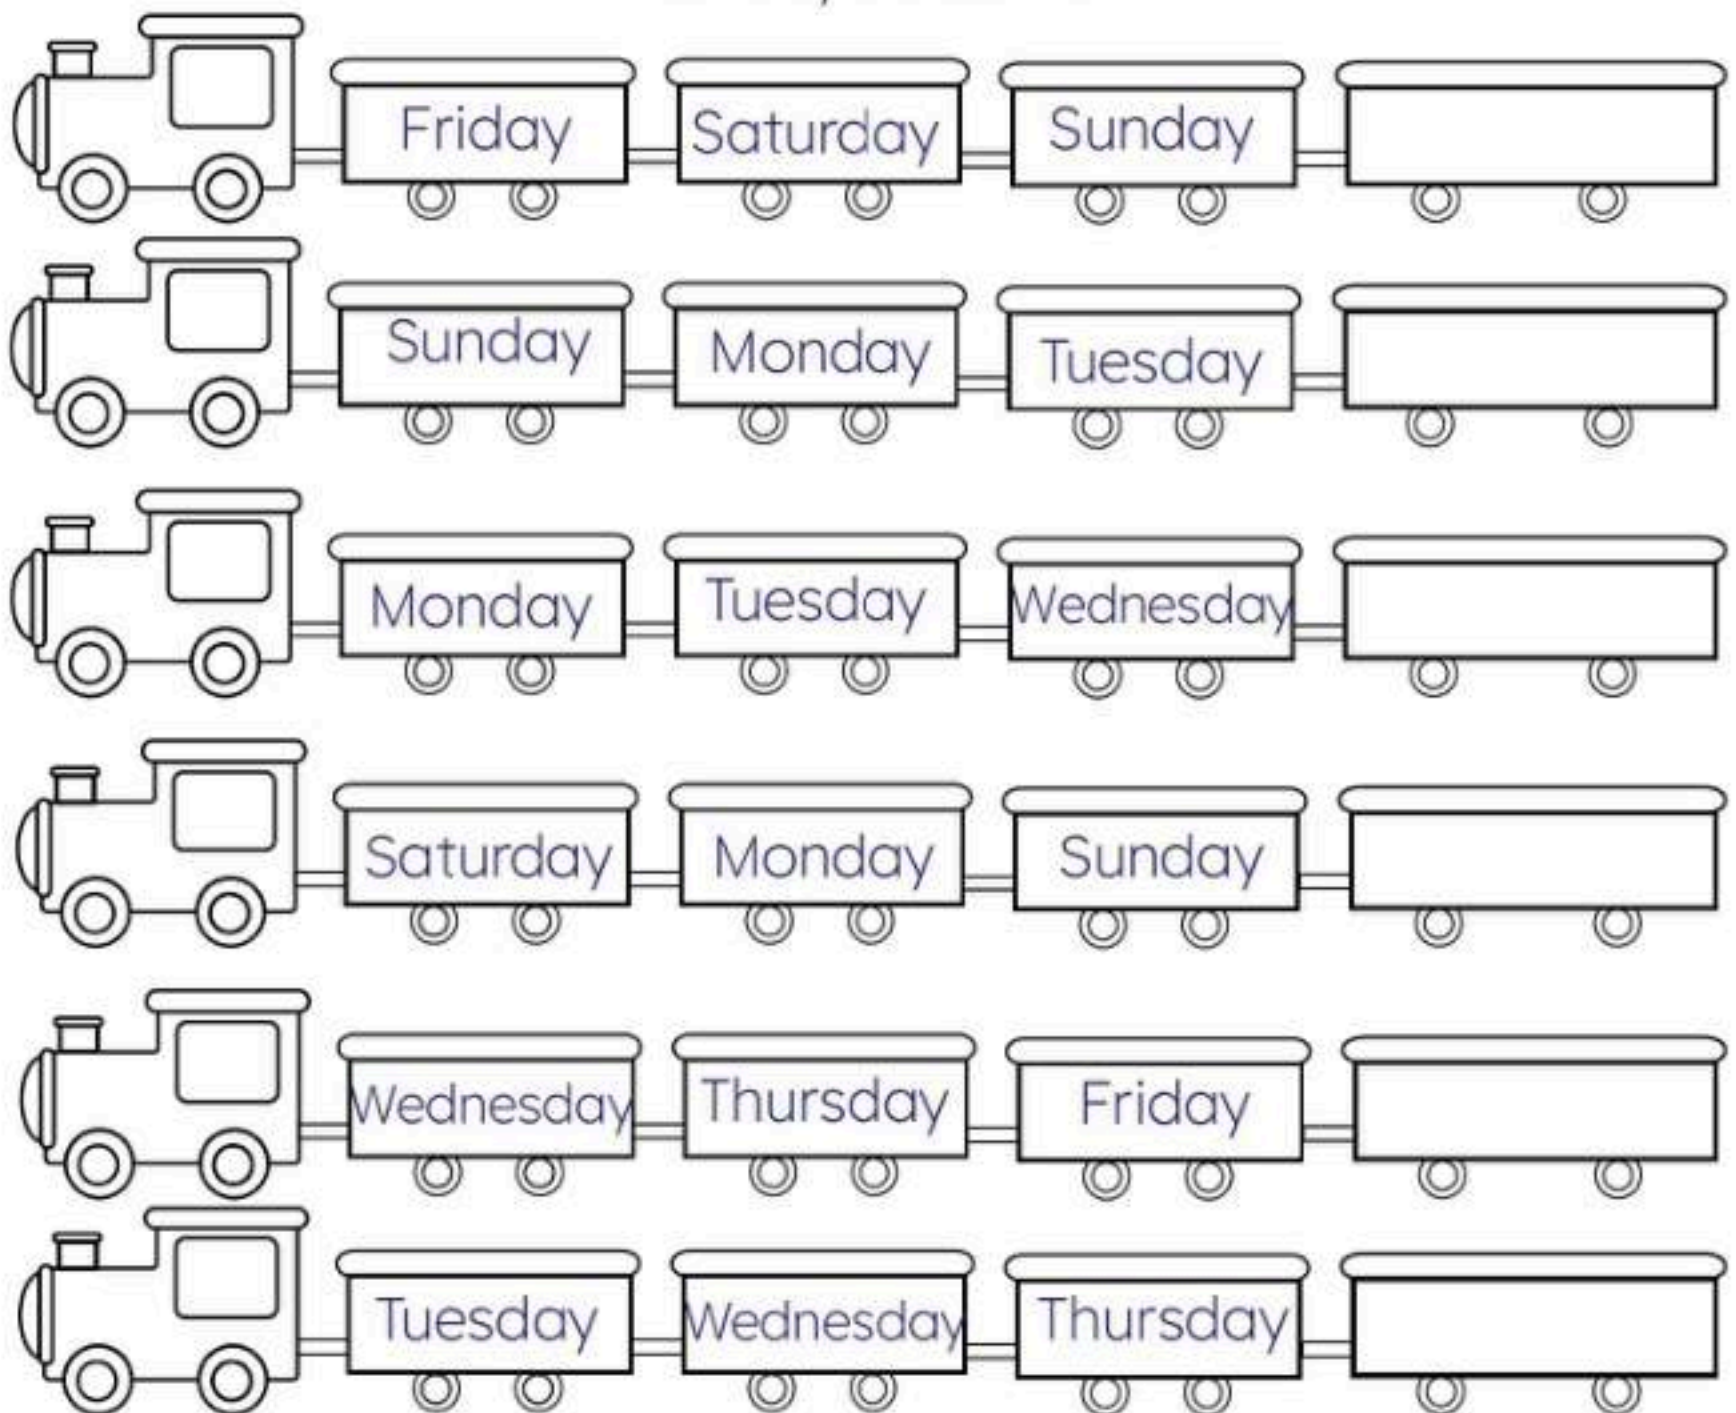 Friday Saturday Sunday
Sunday Monday Tuesday
Monday Tuesday Wednesday
Saturday Monday Sunday
Wednesday Thursday Friday
Tuesday Wednesday Thursday